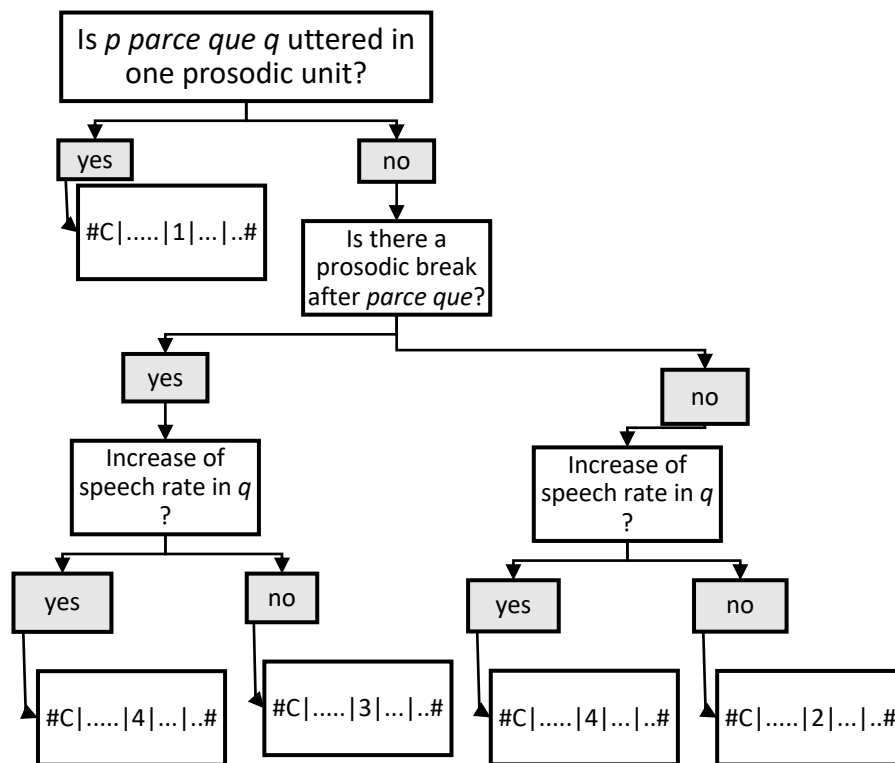 Is p parce que q uttered in
one prosodic unit?
yes
no
#C|.....|1|...|..#
Is there a
prosodic break
after parce que?
yes
no
Increase of
speech rate in q
?
Increase of
speech rate in q
?
yes
no
yes
no
#C|.....|4|...|..#
#C|.....|3|...|..#
#C|.....|4|...|..#
#C|.....|2|...|..#